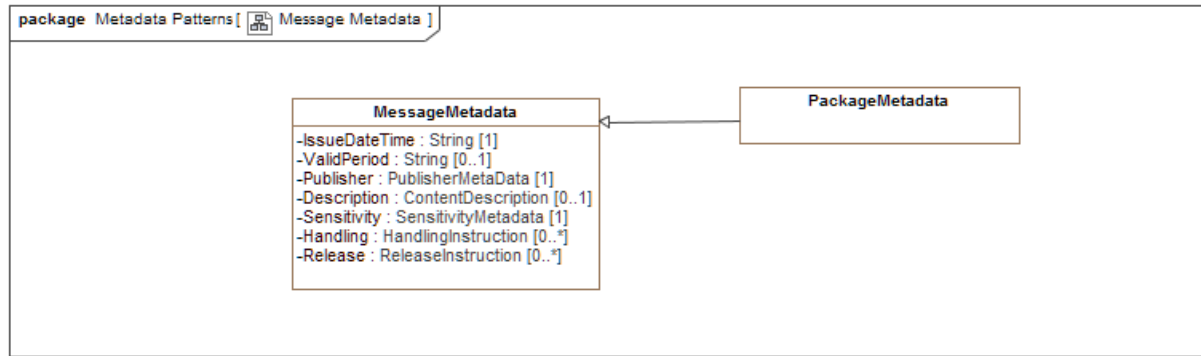 package Metadata Patterns [ Message Metadata ]
MessageMetadata
-IssueDateTime : String [1]
-ValidPeriod : String [0..1]
-Publisher : PublisherMetaData [1]
-Description : ContentDescription [0..1]
-Sensitivity : SensitivityMetadata [1]
-Handling : HandlingInstruction [0..*]
-Release : ReleaseInstruction [0..*]
PackageMetadata